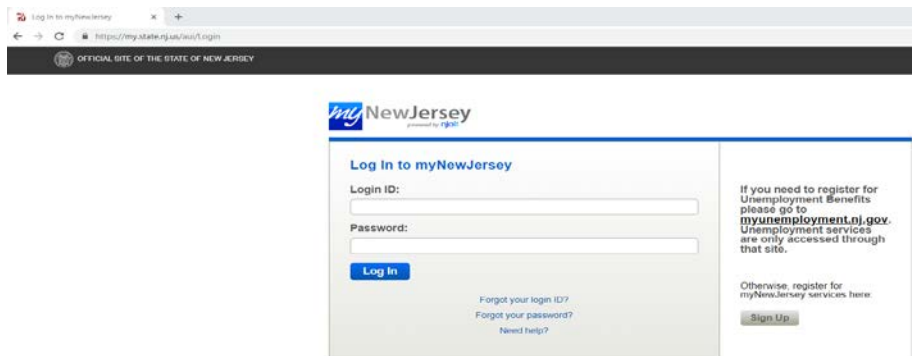 Log In to myNewJersey
https://my.state.nj.us/aui/Login
OFFICIAL SITE OF THE STATE OF NEW JERSEY
my NewJersey
powered by njoit
Log In to myNewJersey
Login ID:
Password:
Log In
Forgot your login ID?
Forgot your password?
Need help?
If you need to register for
Unemployment Benefits
please go to
myunemployment.nj.gov.
Unemployment services
are only accessed through
that site.
Otherwise, register for
myNewJersey services here:
Sign Up